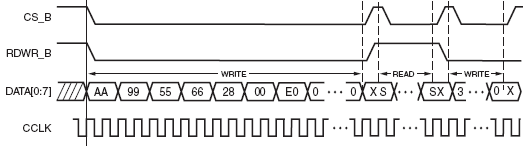 CS_B
RDWR_B
WRITE READ WRITE
DATA[0:7] AA 99 55 66 28 00 E0 0 ··· 0 X S ··· SX 3 ··· 0 ' X
CCLK ··· ··· ···